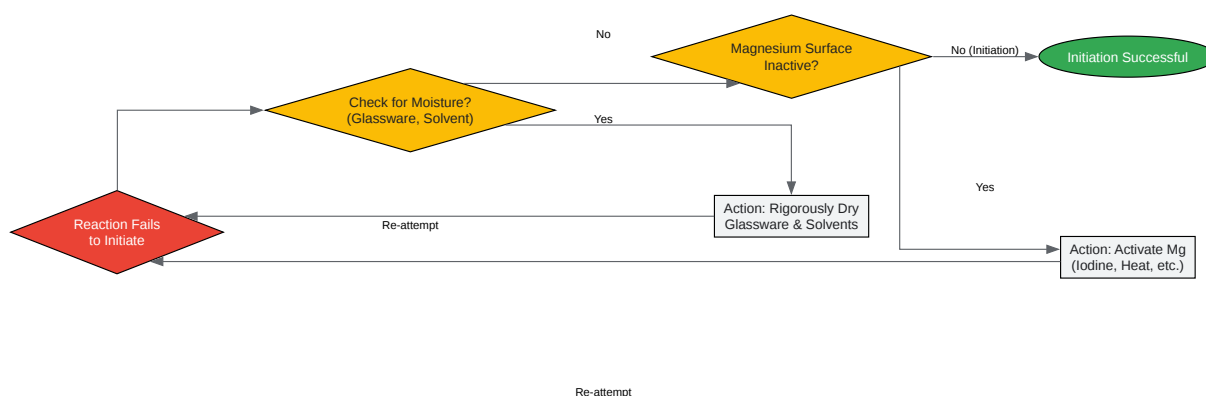 No
Magnesium Surface
Inactive?
No (Initiation)
Initiation Successful
Check for Moisture?
(Glassware, Solvent)
Yes
Yes
Action: Rigorously Dry
Glassware & Solvents
Reaction Fails
to Initiate
Re-attempt
Action: Activate Mg
(Iodine, Heat, etc.)
Re-attempt